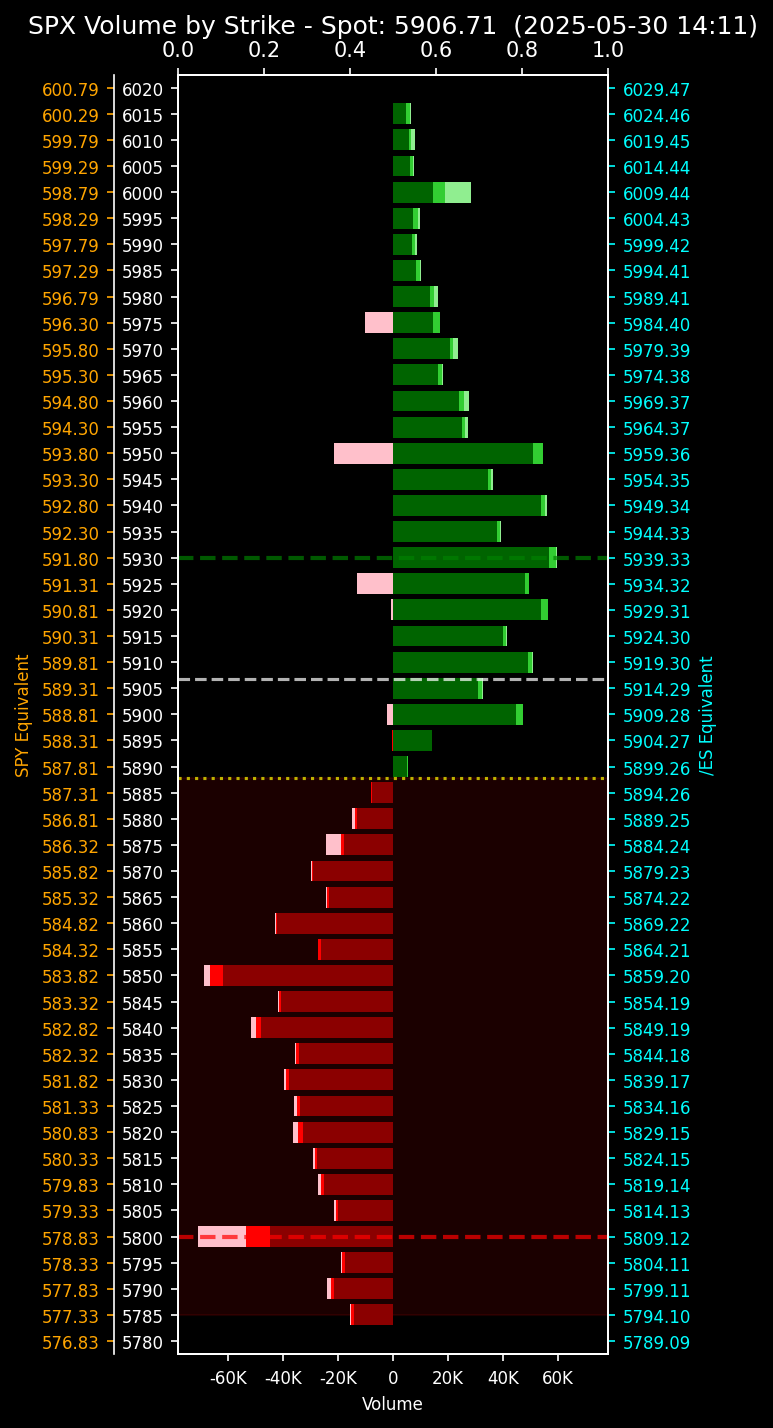 SPX Volume by Strike - Spot: 5906.71 (2025-05-30 14:11)
0.0 0.2 0.4 0.6 0.8 1.0
600.79 6020 6029.47
600.29 6015 6024.46
599.79 6010 6019.45
599.29 6005 6014.44
598.79 6000 6009.44
598.29 5995 6004.43
597.79 5990 5999.42
597.29 5985 5994.41
596.79 5980 5989.41
596.30 5975 5984.40
595.80 5970 5979.39
595.30 5965 5974.38
594.80 5960 5969.37
594.30 5955 5964.37
593.80 5950 5959.36
593.30 5945 5954.35
592.80 5940 5949.34
592.30 5935 5944.33
591.80 5930 5939.33
591.31 5925 5934.32
590.81 5920 5929.31
590.31 5915 5924.30
589.81 5910 5919.30
589.31 5905 5914.29
588.81 5900 5909.28
588.31 5895 5904.27
587.81 5890 5899.26
587.31 5885 5894.26
586.81 5880 5889.25
586.32 5875 5884.24
585.82 5870 5879.23
585.32 5865 5874.22
584.82 5860 5869.22
584.32 5855 5864.21
583.82 5850 5859.20
583.32 5845 5854.19
582.82 5840 5849.19
582.32 5835 5844.18
581.82 5830 5839.17
581.33 5825 5834.16
580.83 5820 5829.15
580.33 5815 5824.15
579.83 5810 5819.14
579.33 5805 5814.13
578.83 5800 5809.12
578.33 5795 5804.11
577.83 5790 5799.11
577.33 5785 5794.10
576.83 5780 5789.09
SPY Equivalent
/ES Equivalent
-60K -40K -20K 0 20K 40K 60K
Volume